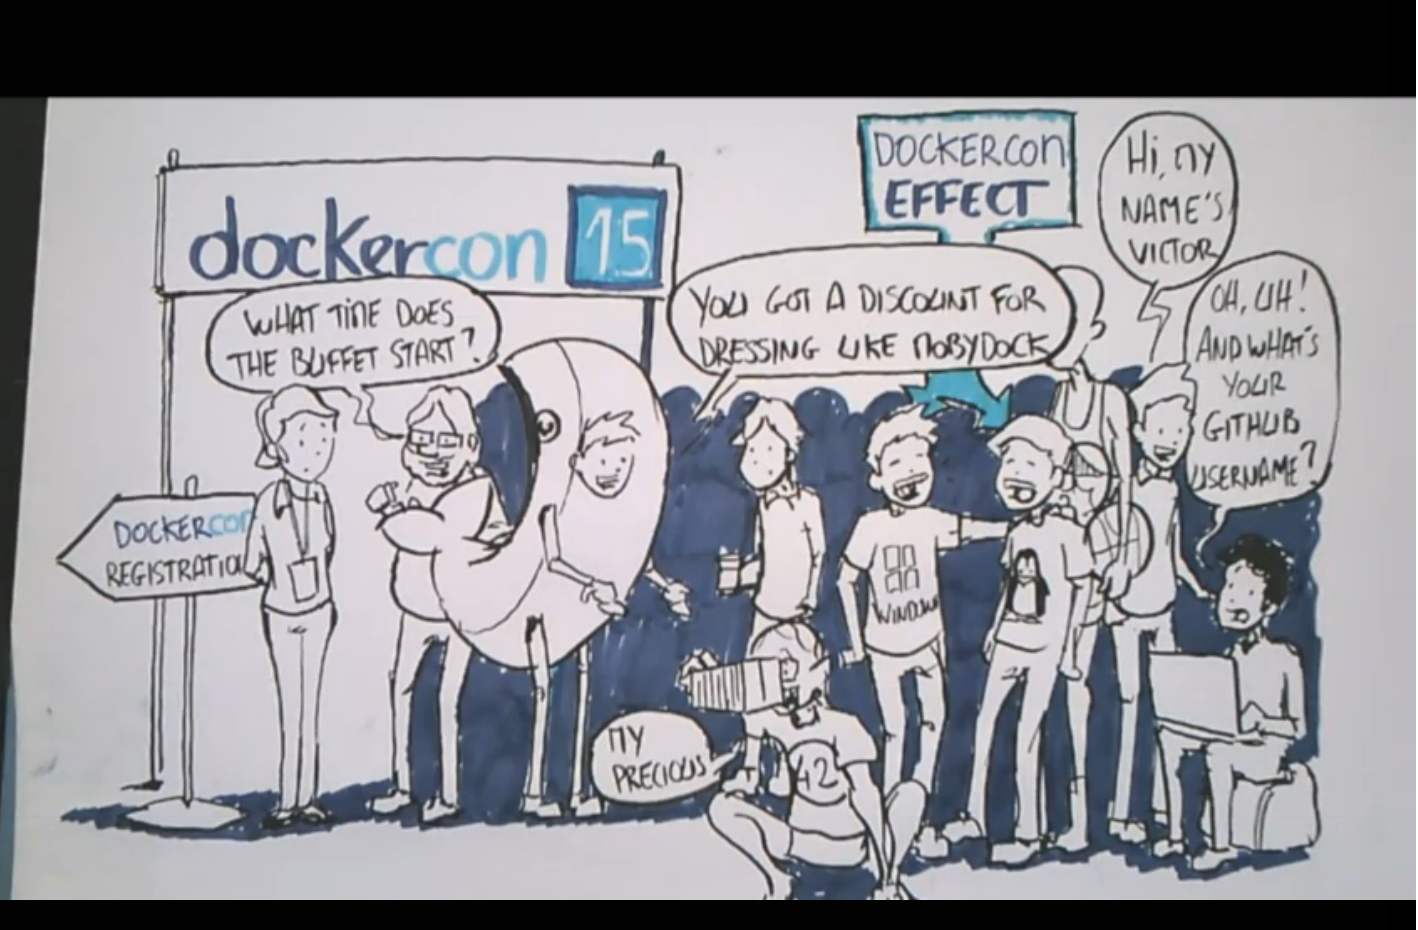 dockercon 15
DOCKERCON
EFFECT
Hi, MY
NAME'S
VICTOR
WHAT TIME DOES
THE BUFFET START?
YOU GOT A DISCOUNT FOR
DRESSING LIKE MOBYDOCK
OH, UH!
AND WHAT'S
YOUR
GITHUB
USERNAME?
DOCKERCON
REGISTRATION
WINDOWS
MY
PRECIOUS
42